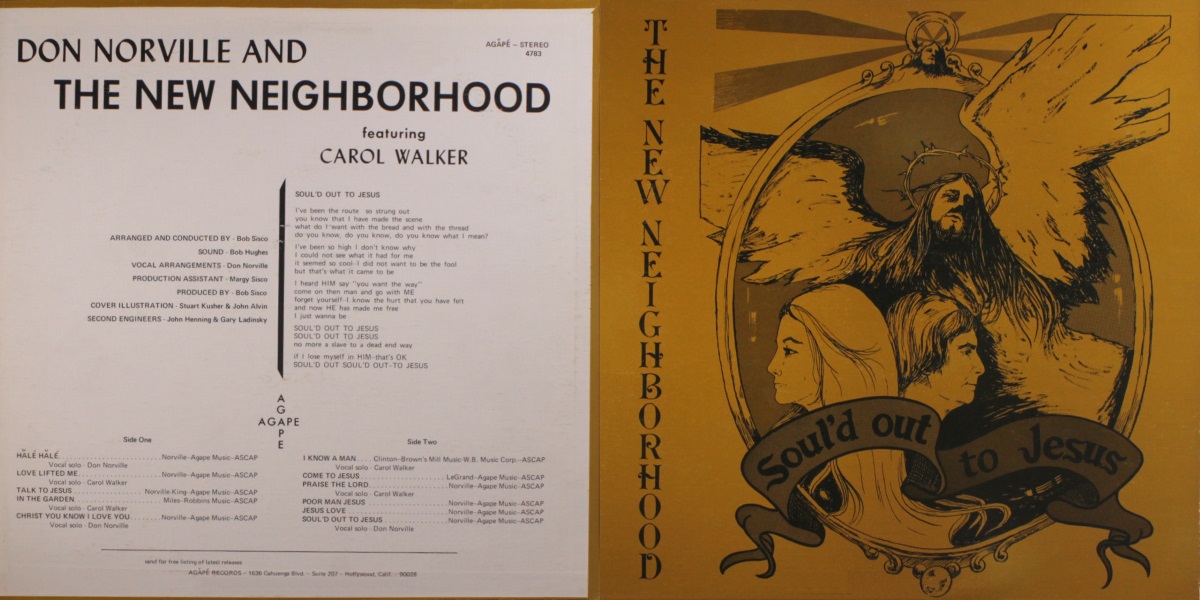 DON NORVILLE AND
THE NEW NEIGHBORHOOD
AGÅPÉ – STEREO
4783
featuring
CAROL WALKER
ARRANGED AND CONDUCTED BY - Bob Sisco
SOUND - Bob Hughes
VOCAL ARRANGEMENTS - Don Norville
PRODUCTION ASSISTANT - Margy Sisco
PRODUCED BY - Bob Sisco
COVER ILLUSTRATION - Stuart Kusher & John Alvin
SECOND ENGINEERS - John Henning & Gary Ladinsky
SOUL'D OUT TO JESUS
I've been the route so strung out
you know that I have made the scene
what do I want with the bread and with the thread
do you know, do you know, do you know what I mean?
I've been so high I don't know why
I could not see what it had for me
it seemed so cool–I did not want to be the fool
but that's what it came to be
I heard HIM say "you want the way"
come on then man and go with ME
forget yourself–I know the hurt that you have felt
and now HE has made me free
I just wanna be
SOUL'D OUT TO JESUS
SOUL'D OUT TO JESUS
no more a slave to a dead end way
if I lose myself in HIM–that's OK
SOUL'D OUT SOUL'D OUT–TO JESUS
AGAPE
AGAPE
Side One
HĂLÉ HĂLÉ......................Norville–Agape Music–ASCAP
Vocal solo - Don Norville
LOVE LIFTED ME......................Norville–Agape Music–ASCAP
Vocal solo - Carol Walker
TALK TO JESUS..................Norville-King–Agape Music–ASCAP
IN THE GARDEN......................Miles–Robbins Music–ASCAP
Vocal solo - Carol Walker
CHRIST YOU KNOW I LOVE YOU........Norville–Agape Music–ASCAP
Vocal solo - Don Norville
Side Two
I KNOW A MAN....Clinton–Brown's Mill Music-W.B. Music Corp.–ASCAP
Vocal solo - Carol Walker
COME TO JESUS......................LeGrand–Agape Music–ASCAP
PRAISE THE LORD......................Norville–Agape Music–ASCAP
Vocal solo - Carol Walker
POOR MAN JESUS......................Norville–Agape Music–ASCAP
JESUS LOVE......................Norville–Agape Music–ASCAP
SOUL'D OUT TO JESUS..................Norville–Agape Music–ASCAP
Vocal solo - Don Norville
send for free listing of latest releases
AGÅPÉ RECORDS – 1636 Cahuenga Blvd. – Suite 207 – Hollywood, Calif. – 90028
THE NEW NEIGHBORHOOD
Soul'd out
to Jesus